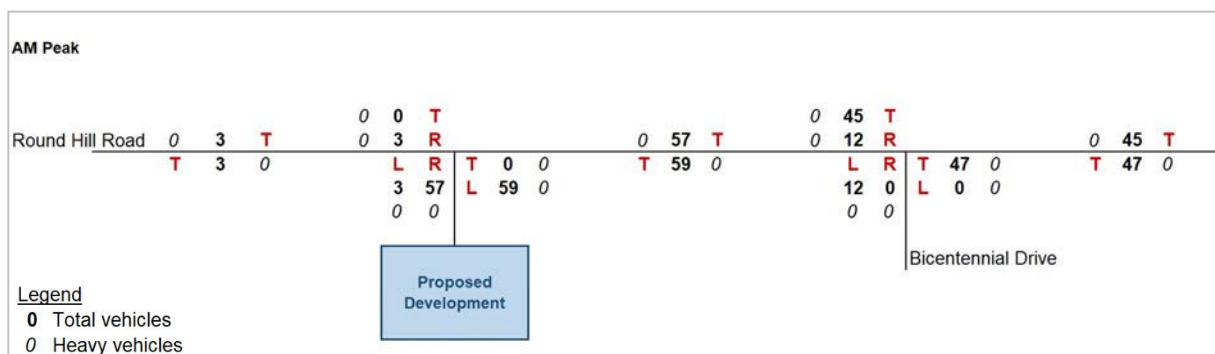 AM Peak
0 0 T 0 45 T
Round Hill Road 0 3 T 0 3 R 0 57 T 0 12 R 0 45 T
T 3 0 L R T 0 0 T 59 0 L R T 47 0 T 47 0
3 57 L 59 0 12 0 L 0 0
0 0 0 0
Bicentennial Drive
Proposed
Development
Legend
0 Total vehicles
0 Heavy vehicles